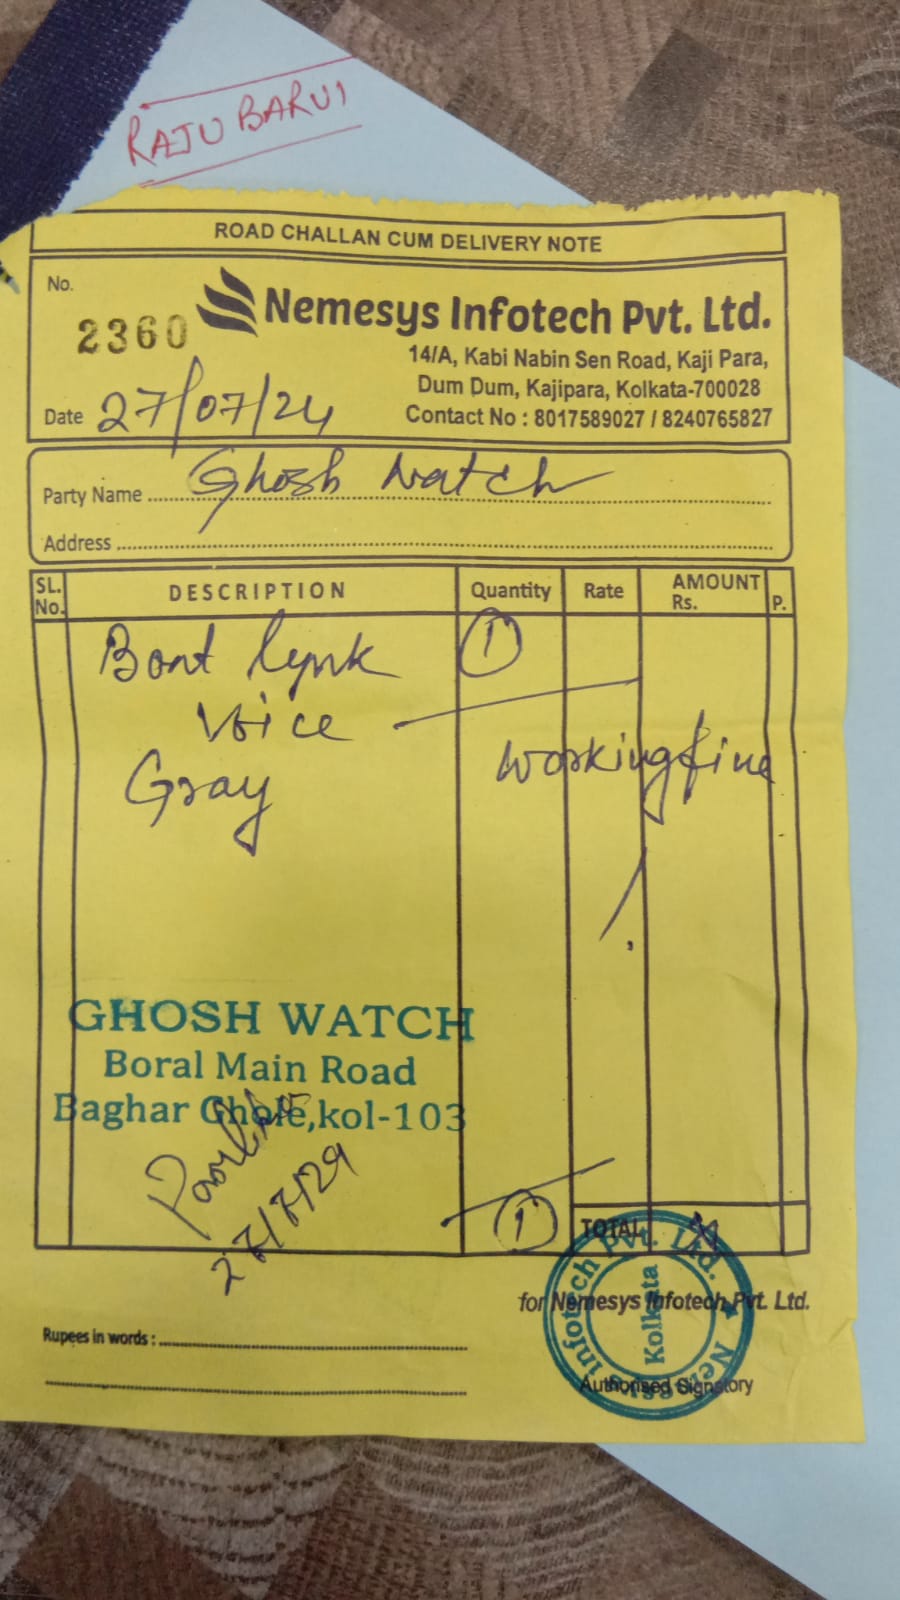 RAJU BARUI
ROAD CHALLAN CUM DELIVERY NOTE
No.
2360
Nemesys Infotech Pvt. Ltd.
14/A, Kabi Nabin Sen Road, Kaji Para,
Dum Dum, Kajipara, Kolkata-700028
Date 27/07/24
Contact No : 8017589027 / 8240765827
Party Name Ghosh Watch
Address
SL. No. DESCRIPTION Quantity Rate AMOUNT Rs. P.
Boat Lynk 1
Voice
Gray Working fine
GHOSH WATCH
Boral Main Road
Baghar Ghole,kol-103
27/7/24
1 TOTAL
for Nemesys Infotech Pvt. Ltd.
Nemesys Infotech Pvt. Ltd.
Kolkata
Rupees in words :
Authorised Signatory